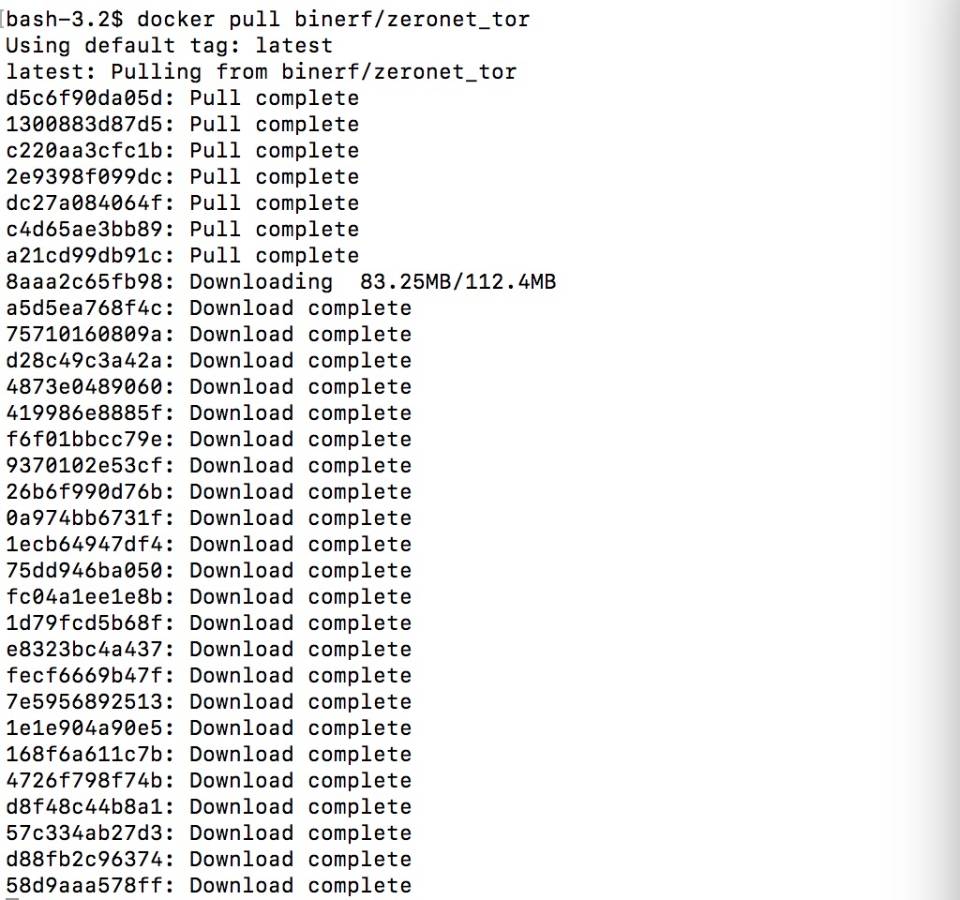 [bash-3.2$ docker pull binerf/zeronet_tor
Using default tag: latest
latest: Pulling from binerf/zeronet_tor
d5c6f90da05d: Pull complete
1300883d87d5: Pull complete
c220aa3cfc1b: Pull complete
2e9398f099dc: Pull complete
dc27a084064f: Pull complete
c4d65ae3bb89: Pull complete
a21cd99db91c: Pull complete
8aaa2c65fb98: Downloading  83.25MB/112.4MB
a5d5ea768f4c: Download complete
75710160809a: Download complete
d28c49c3a42a: Download complete
4873e0489060: Download complete
419986e8885f: Download complete
f6f01bbcc79e: Download complete
9370102e53cf: Download complete
26b6f990d76b: Download complete
0a974bb6731f: Download complete
1ecb64947df4: Download complete
75dd946ba050: Download complete
fc04a1ee1e8b: Download complete
1d79fcd5b68f: Download complete
e8323bc4a437: Download complete
fecf6669b47f: Download complete
7e5956892513: Download complete
1e1e904a90e5: Download complete
168f6a611c7b: Download complete
4726f798f74b: Download complete
d8f48c44b8a1: Download complete
57c334ab27d3: Download complete
d88fb2c96374: Download complete
58d9aaa578ff: Download complete